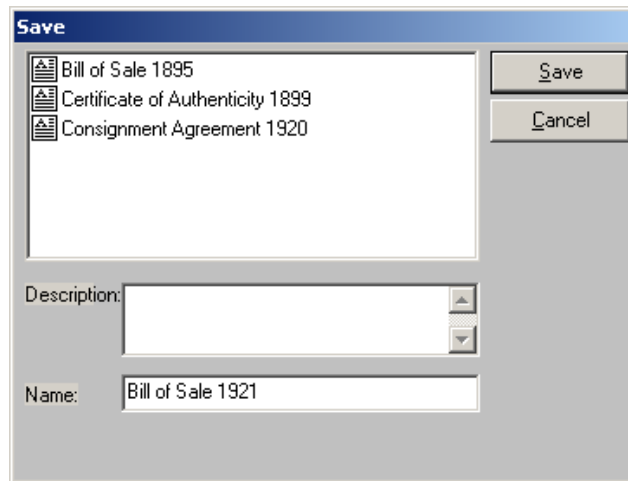 Save
Bill of Sale 1895
Certificate of Authenticity 1899
Consignment Agreement 1920
Save
Cancel
Description:
Name:
Bill of Sale 1921